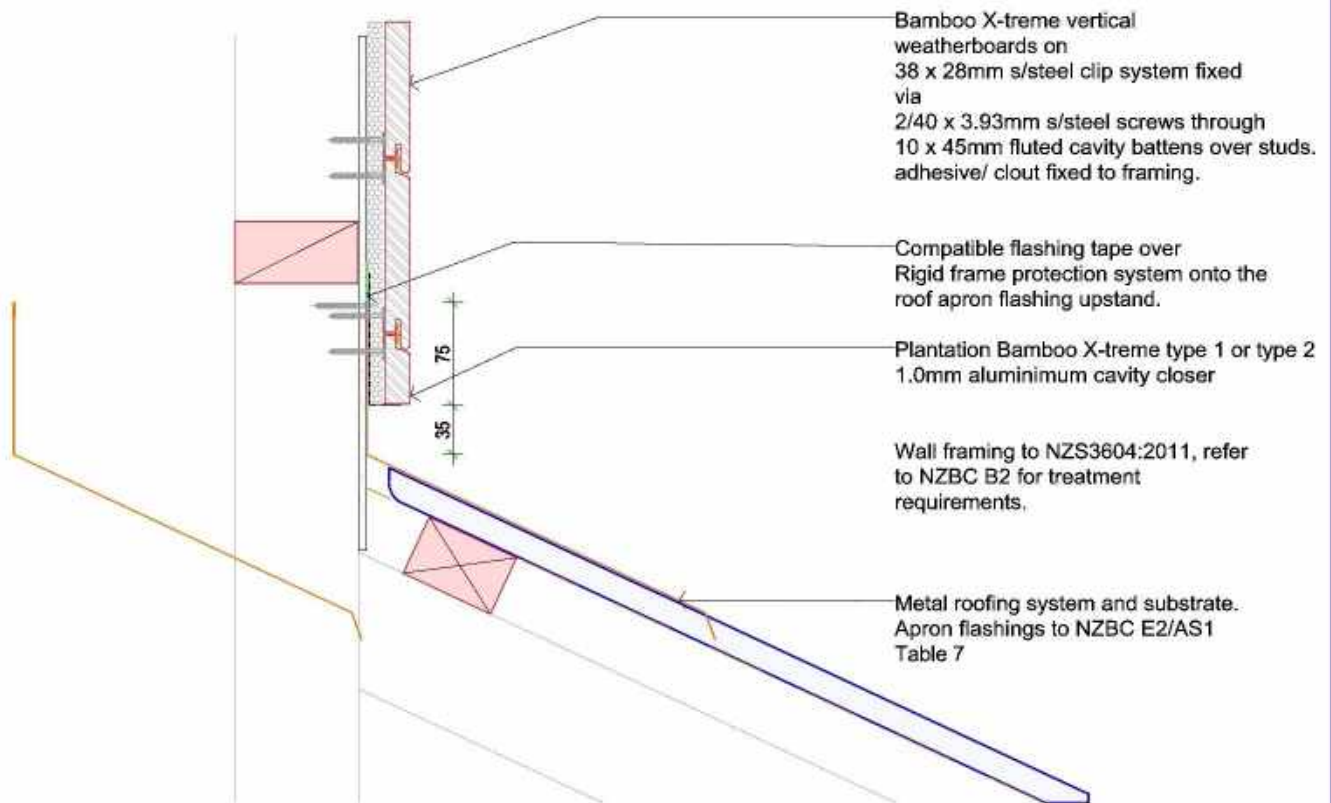 Bamboo X-treme vertical
weatherboards on
38 x 28mm s/steel clip system fixed
via
2/40 x 3.93mm s/steel screws through
10 x 45mm fluted cavity battens over studs.
adhesive/ clout fixed to framing.
Compatible flashing tape over
Rigid frame protection system onto the
roof apron flashing upstand.
75
Plantation Bamboo X-treme type 1 or type 2
1.0mm aluminimum cavity closer
35
Wall framing to NZS3604:2011, refer
to NZBC B2 for treatment
requirements.
Metal roofing system and substrate.
Apron flashings to NZBC E2/AS1
Table 7